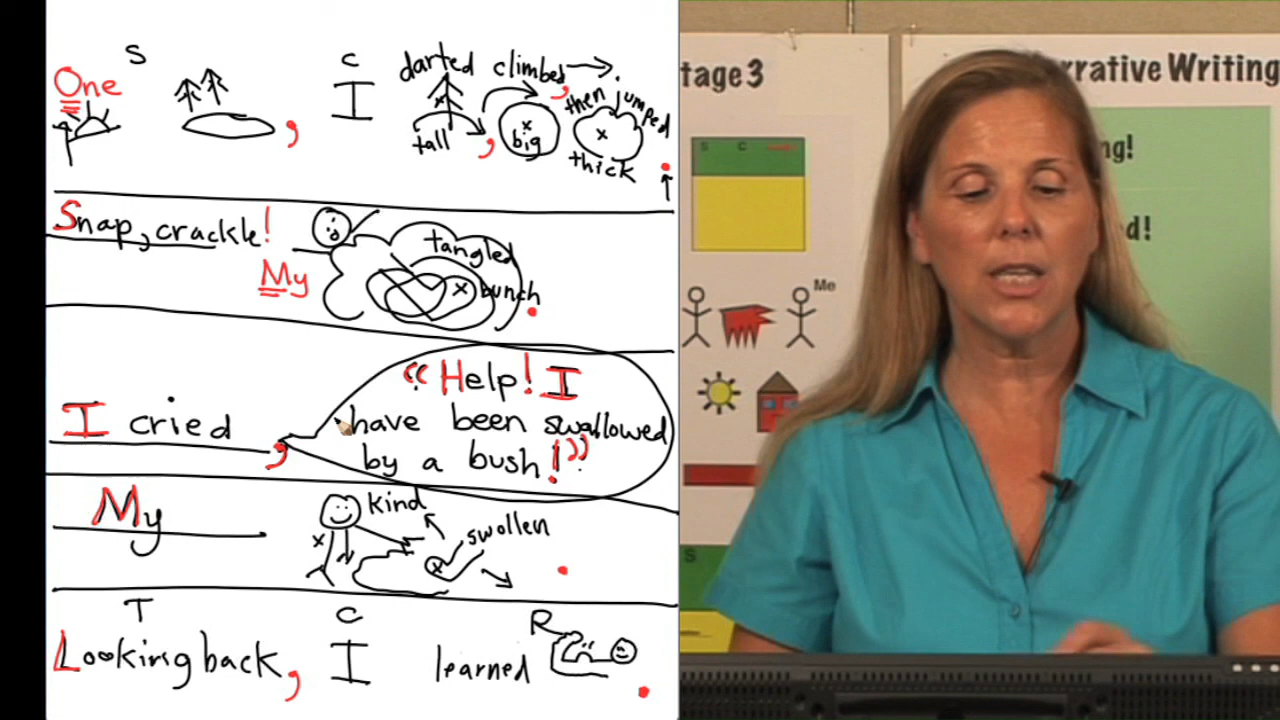 S
C
One
,
I
darted
climbed,
then jumped
tall
,
big
thick
.
Snap, crackle!
My
tangled
bunch
.
I cried,
"Help! I
have been swallowed
by a bush!"
My
kind
swollen
.
T
C
R
Looking back,
I
learned
.
tage 3
rrative Writing
S C
ng!
d!
Me
S